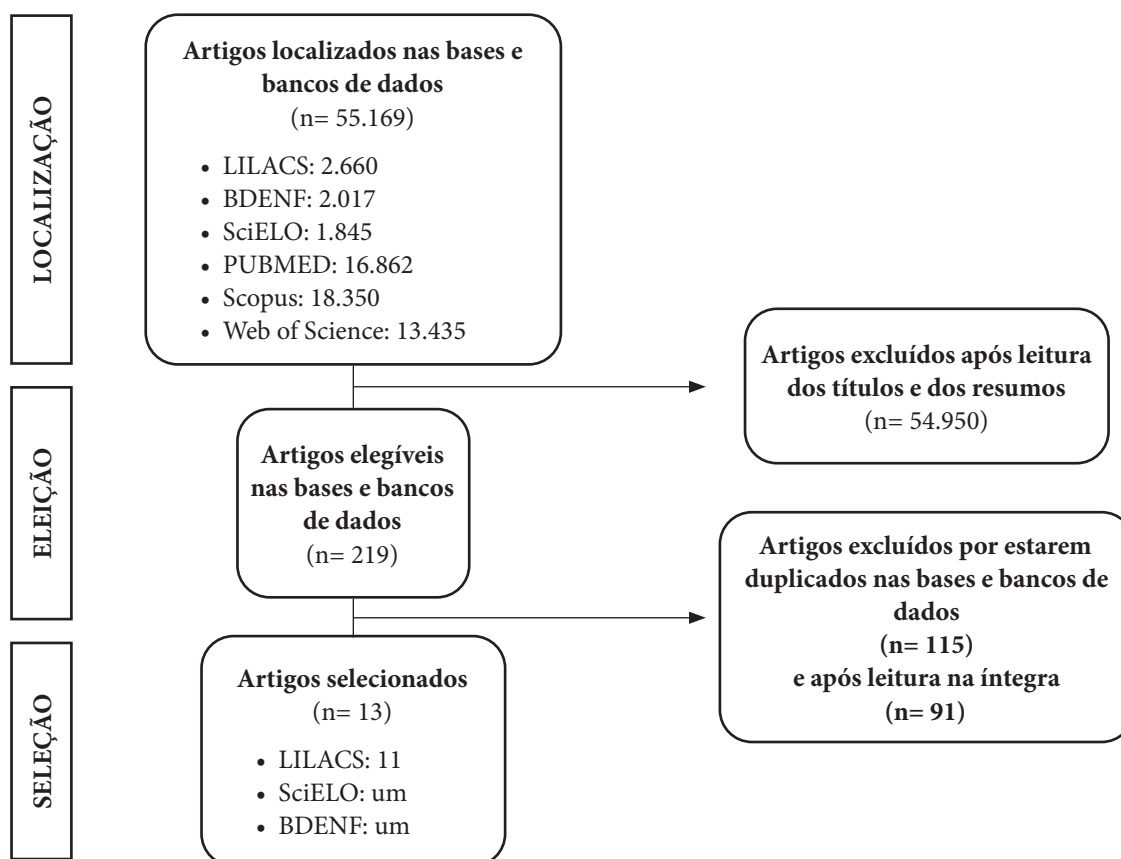 LOCALIZAÇÃO
Artigos localizados nas bases e
bancos de dados
(n= 55.169)
• LILACS: 2.660
• BDENF: 2.017
• SciELO: 1.845
• PUBMED: 16.862
• Scopus: 18.350
• Web of Science: 13.435
Artigos excluídos após leitura
dos títulos e dos resumos
(n= 54.950)
ELEIÇÃO
Artigos elegíveis
nas bases e bancos
de dados
(n= 219)
Artigos excluídos por estarem
duplicados nas bases e bancos de
dados
(n= 115)
e após leitura na íntegra
(n= 91)
SELEÇÃO
Artigos selecionados
(n= 13)
• LILACS: 11
• SciELO: um
• BDENF: um